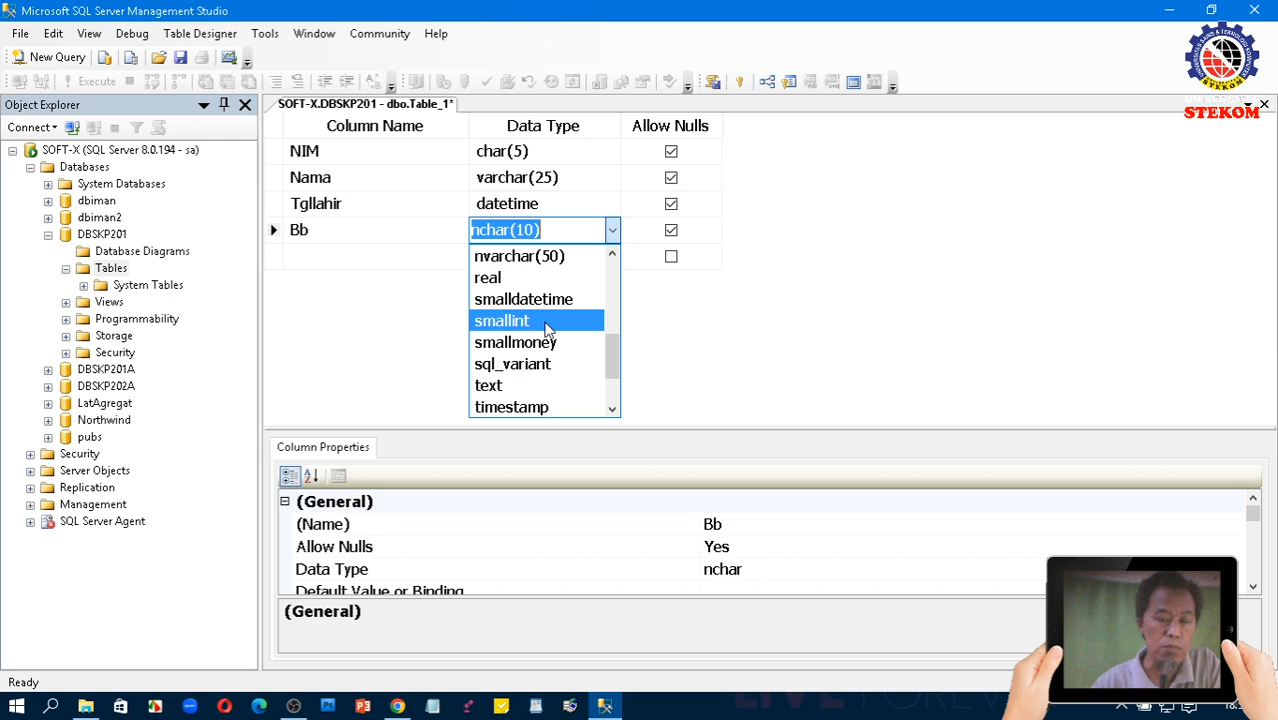 Microsoft SQL Server Management Studio
File Edit View Debug Table Designer Tools Window Community Help
New Query
Execute
STEKOM
Object Explorer
SOFT-X.DBSKP201 - dbo.Table_1*
Connect
Column Name Data Type Allow Nulls
SOFT-X (SQL Server 8.0.194 - sa)
NIM char(5)
Databases
Nama varchar(25)
System Databases
dbiman
Tgllahir datetime
dbiman2
Bb nchar(10)
DBSKP201
Database Diagrams
nvarchar(50)
Tables
real
System Tables
smalldatetime
Views
smallint
Programmability
smallmoney
Storage
sql_variant
Security
text
DBSKP201A
timestamp
DBSKP202A
LatAgregat
Northwind
pubs
Security
Server Objects
Replication
Management
SQL Server Agent
Column Properties
(General)
(Name) Bb
Allow Nulls Yes
Data Type nchar
Default Value or Binding
(General)
Ready